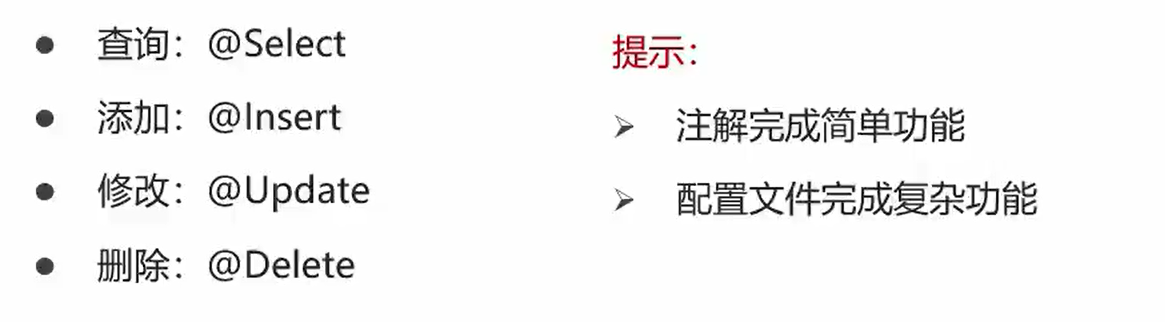 查询：@Select
添加：@Insert
修改：@Update
删除：@Delete
提示：
注解完成简单功能
配置文件完成复杂功能